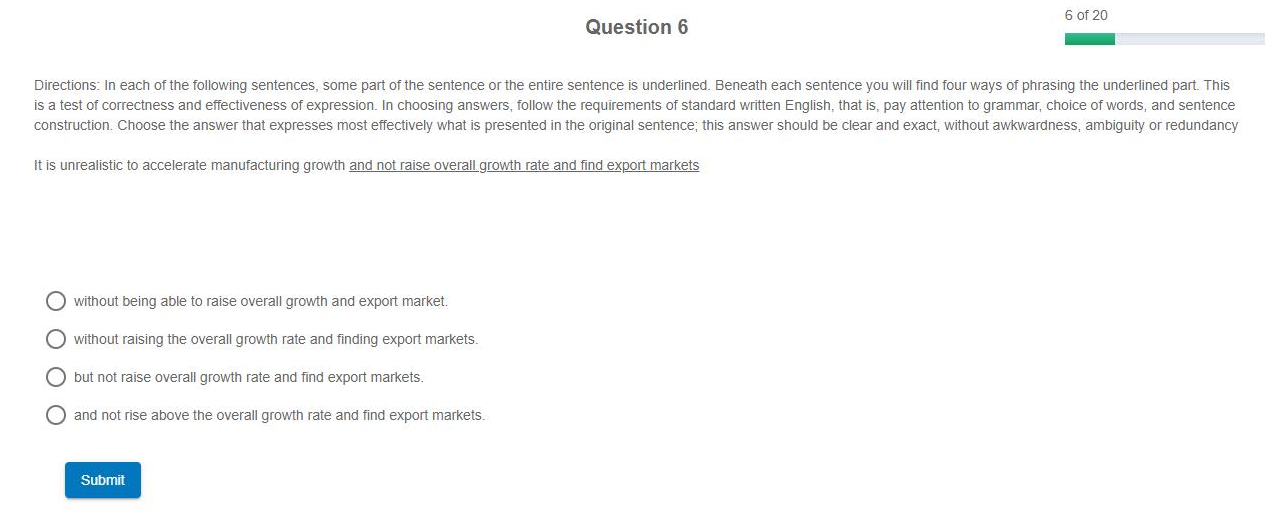 6 of 20
Question 6
Directions: In each of the following sentences, some part of the sentence or the entire sentence is underlined. Beneath each sentence you will find four ways of phrasing the underlined part. This
is a test of correctness and effectiveness of expression. In choosing answers, follow the requirements of standard written English, that is, pay attention to grammar, choice of words, and sentence
construction. Choose the answer that expresses most effectively what is presented in the original sentence; this answer should be clear and exact, without awkwardness, ambiguity or redundancy
It is unrealistic to accelerate manufacturing growth and not raise overall growth rate and find export markets
without being able to raise overall growth and export market.
without raising the overall growth rate and finding export markets.
but not raise overall growth rate and find export markets.
and not rise above the overall growth rate and find export markets.
Submit